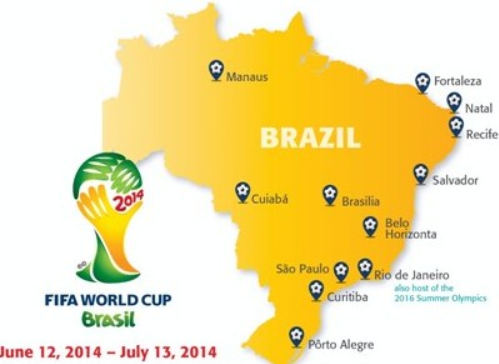 Manaus
Fortaleza
Natal
Recife
BRAZIL
Salvador
Cuiabá
Brasilia
Belo
Horizonta
São Paulo
Rio de Janeiro
also host of the
2016 Summer Olympics
Curitiba
Pôrto Alegre
2014
FIFA WORLD CUP
Brasil
June 12, 2014 – July 13, 2014